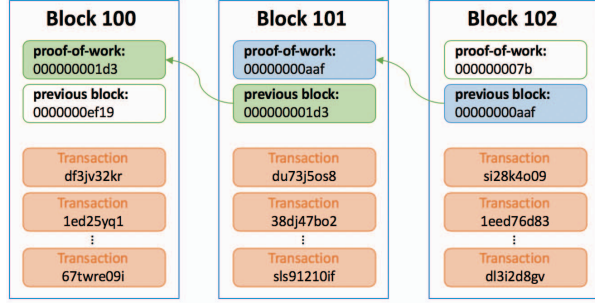 Block 100
proof-of-work:
000000001d3
previous block:
0000000ef19
Transaction
df3jv32kr
Transaction
1ed25yq1
Transaction
67twre09i
Block 101
proof-of-work:
00000000aaf
previous block:
000000001d3
Transaction
du73j5os8
Transaction
38dj47bo2
Transaction
sls91210if
Block 102
proof-of-work:
000000007b
previous block:
00000000aaf
Transaction
si28k4o09
Transaction
1eed76d83
Transaction
dl3i2d8gv